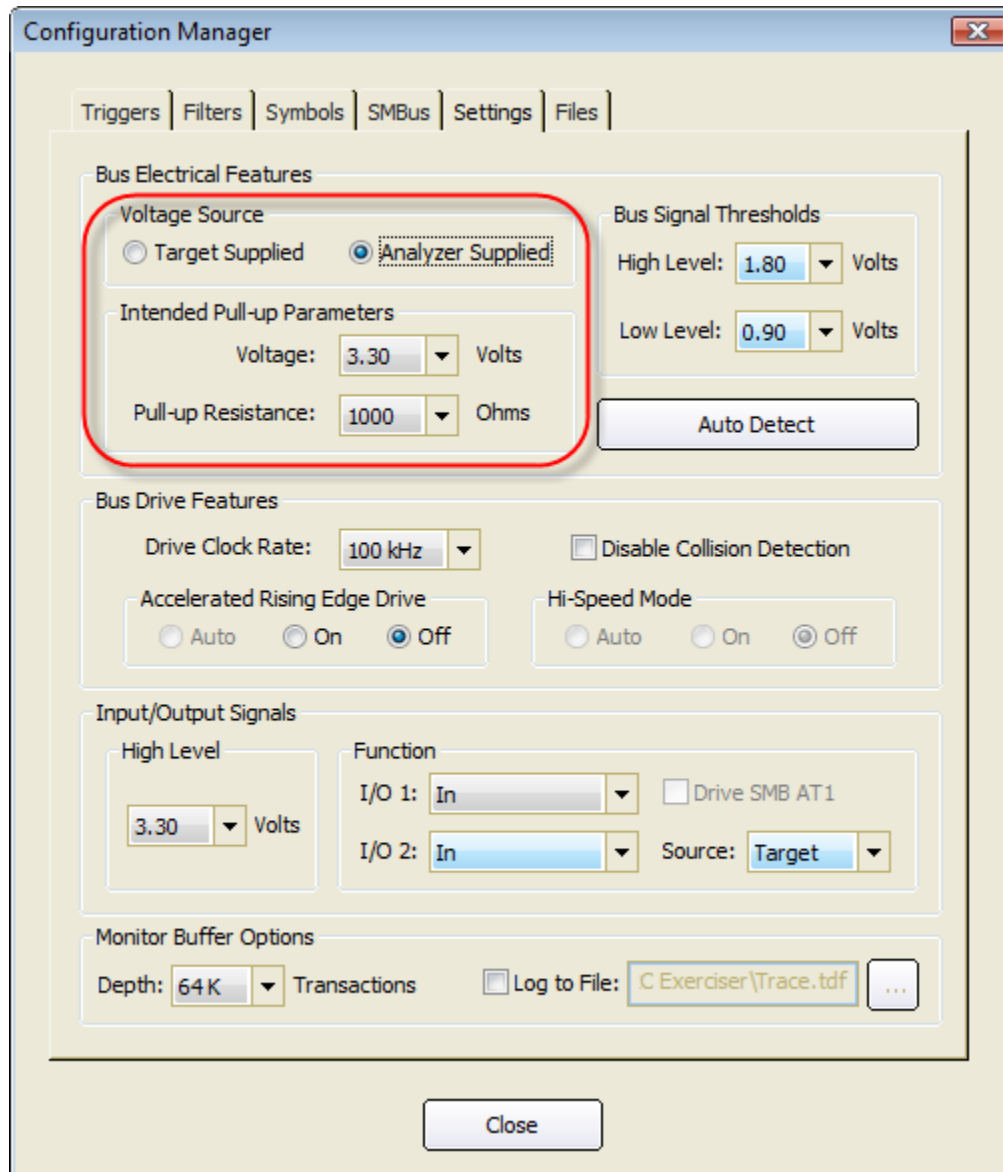 Configuration Manager
Triggers Filters Symbols SMBus Settings Files
Bus Electrical Features
Voltage Source
Target Supplied Analyzer Supplied
Intended Pull-up Parameters
Voltage: 3.30 Volts
Pull-up Resistance: 1000 Ohms
Bus Signal Thresholds
High Level: 1.80 Volts
Low Level: 0.90 Volts
Auto Detect
Bus Drive Features
Drive Clock Rate: 100 kHz
Disable Collision Detection
Accelerated Rising Edge Drive
Auto On Off
Hi-Speed Mode
Auto On Off
Input/Output Signals
High Level
3.30 Volts
Function
I/O 1: In
Drive SMB AT1
I/O 2: In
Source: Target
Monitor Buffer Options
Depth: 64 K Transactions
Log to File: C Exerciser\Trace.tdf ...
Close